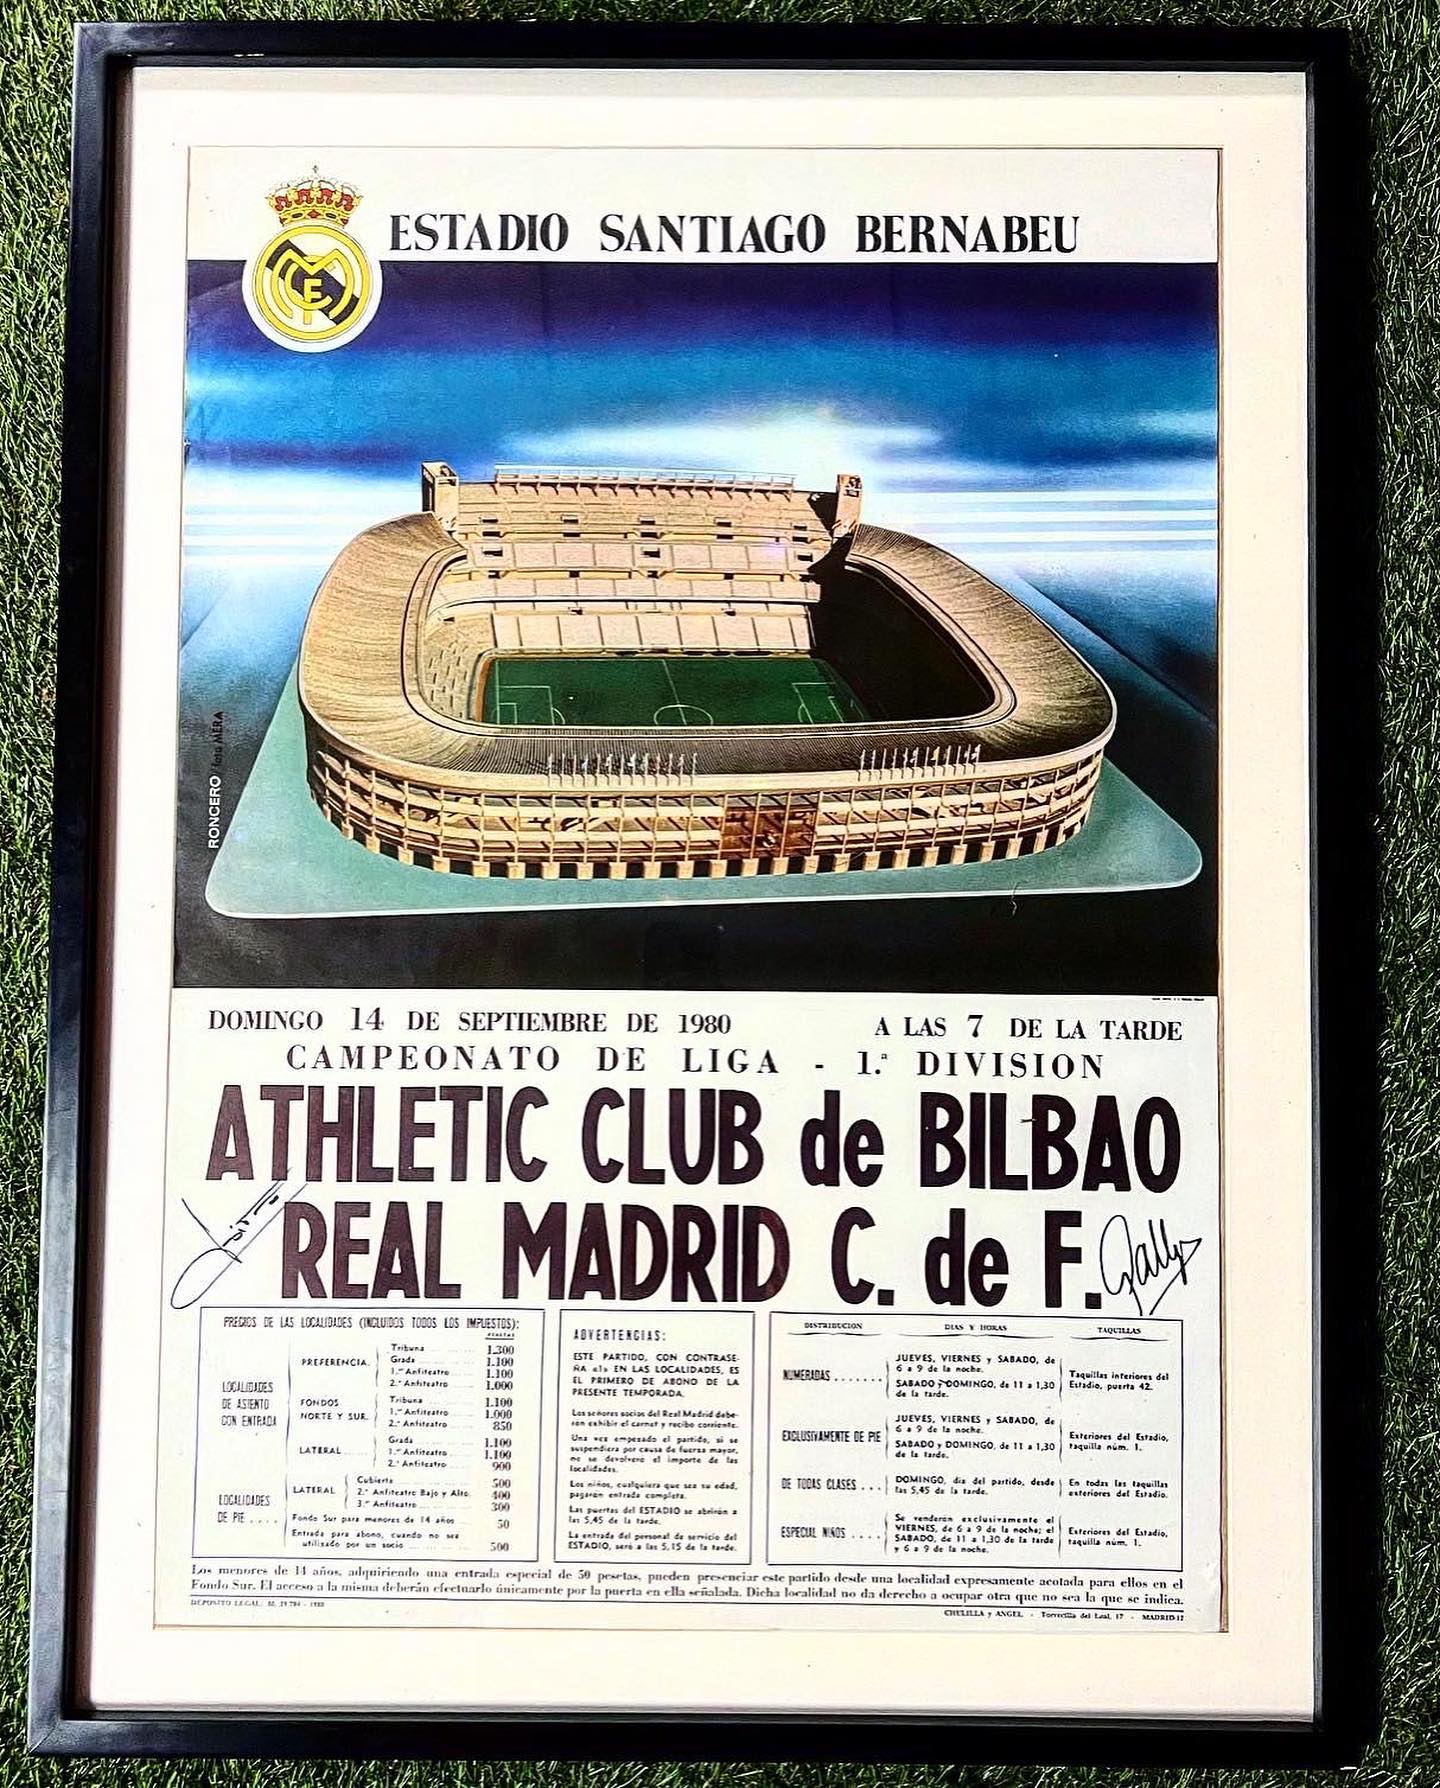 ESTADIO SANTIAGO BERNABEU
RONCERO foto MERA
DOMINGO 14 DE SEPTIEMBRE DE 1980 A LAS 7 DE LA TARDE
CAMPEONATO DE LIGA - 1.ª DIVISION
ATHLETIC CLUB de BILBAO
REAL MADRID C. de F.
PRECIOS DE LAS LOCALIDADES (INCLUIDOS TODOS LOS IMPUESTOS):
PESETAS
LOCALIDADES
DE ASIENTO
CON ENTRADA
PREFERENCIA.
Tribuna 1.300
Grada 1.100
1.er Anfiteatro 1.100
2.º Anfiteatro 1.000
FONDOS
NORTE Y SUR.
Tribuna 1.100
1.er Anfiteatro 1.000
2.º Anfiteatro 850
LATERAL
Grada 1.100
1.er Anfiteatro 1.100
2.º Anfiteatro 900
LOCALIDADES
DE PIE ....
LATERAL
Cubierta 500
2.º Anfiteatro Bajo y Alto. 400
3.er Anfiteatro 300
Fondo Sur para menores de 14 años 50
Entrada para abono, cuando no sea
utilizado por un socio 500
ADVERTENCIAS:
ESTE PARTIDO, CON CONTRASE-
ÑA «1» EN LAS LOCALIDADES, ES
EL PRIMERO DE ABONO DE LA
PRESENTE TEMPORADA.
Los señores socios del Real Madrid debe-
rán exhibir el carnet y recibo corriente.
Una vez empezado el partido, si se
suspendiera por causa de fuerza mayor,
no se devolverá el importe de las
localidades.
Los niños, cualquiera que sea su edad,
pagarán entrada completa.
Las puertas del ESTADIO se abrirán a
las 5,45 de la tarde.
La entrada del personal de servicio del
ESTADIO, será a las 5,15 de la tarde.
DISTRIBUCION DIAS Y HORAS TAQUILLAS
NUMERADAS .......
JUEVES, VIERNES y SABADO, de
6 a 9 de la noche.
SABADO y DOMINGO, de 11 a 1,30
de la tarde.
Taquillas interiores del
Estadio, puerta 42.
EXCLUSIVAMENTE DE PIE
JUEVES, VIERNES y SABADO, de
6 a 9 de la noche.
SABADO y DOMINGO, de 11 a 1,30
de la tarde.
Exteriores del Estadio,
taquilla núm. 1.
DE TODAS CLASES ...
DOMINGO, día del partido, desde
las 5,45 de la tarde.
En todas las taquillas
exteriores del Estadio.
ESPECIAL NIÑOS ....
Se venderán exclusivamente el
VIERNES, de 6 a 9 de la noche; el
SABADO, de 11 a 1,30 de la tarde
y 6 a 9 de la noche.
Exteriores del Estadio,
taquilla núm. 1.
Los menores de 14 años, adquiriendo una entrada especial de 50 pesetas, pueden presenciar este partido desde una localidad expresamente acotada para ellos en el
Fondo Sur. El acceso a la misma deberán efectuarlo únicamente por la puerta en ella señalada. Dicha localidad no da derecho a ocupar otra que no sea la que se indica.
DEPOSITO LEGAL. M. 29.784 - 1980
CHULILLA y ANGEL - Torrecilla del Leal, 17 - MADRID-12